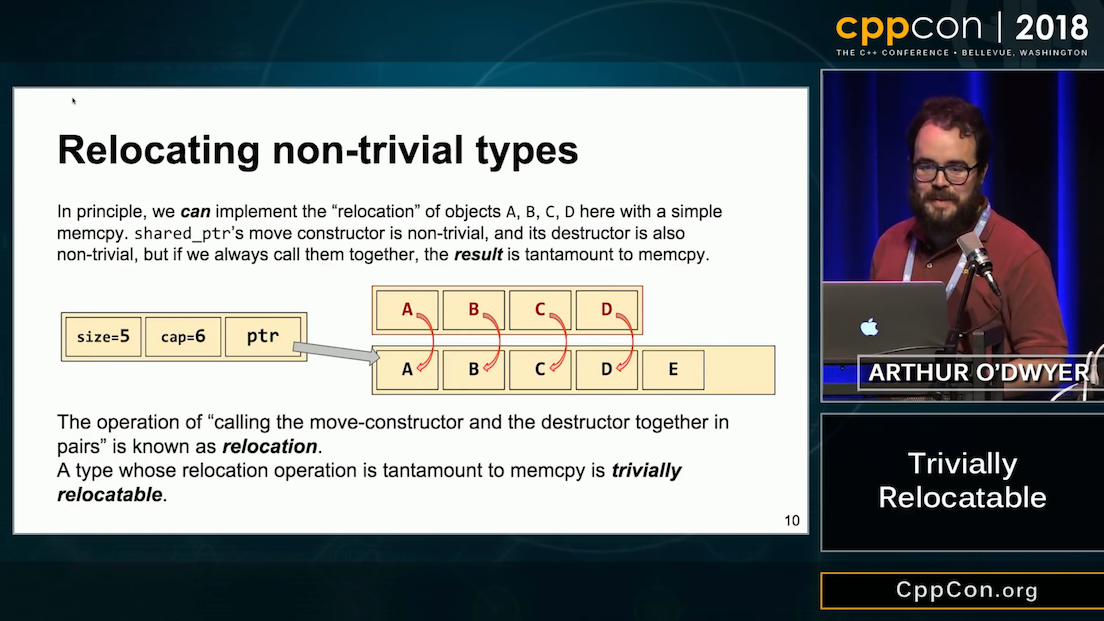 cppcon | 2018
THE C++ CONFERENCE • BELLEVUE, WASHINGTON
Relocating non-trivial types
In principle, we can implement the “relocation” of objects A, B, C, D here with a simple
memcpy. shared_ptr’s move constructor is non-trivial, and its destructor is also
non-trivial, but if we always call them together, the result is tantamount to memcpy.
A B C D
size=5 cap=6 ptr
A B C D E
The operation of “calling the move-constructor and the destructor together in
pairs” is known as relocation.
A type whose relocation operation is tantamount to memcpy is trivially
relocatable.
10
ARTHUR O’DWYER
Trivially
Relocatable
CppCon.org